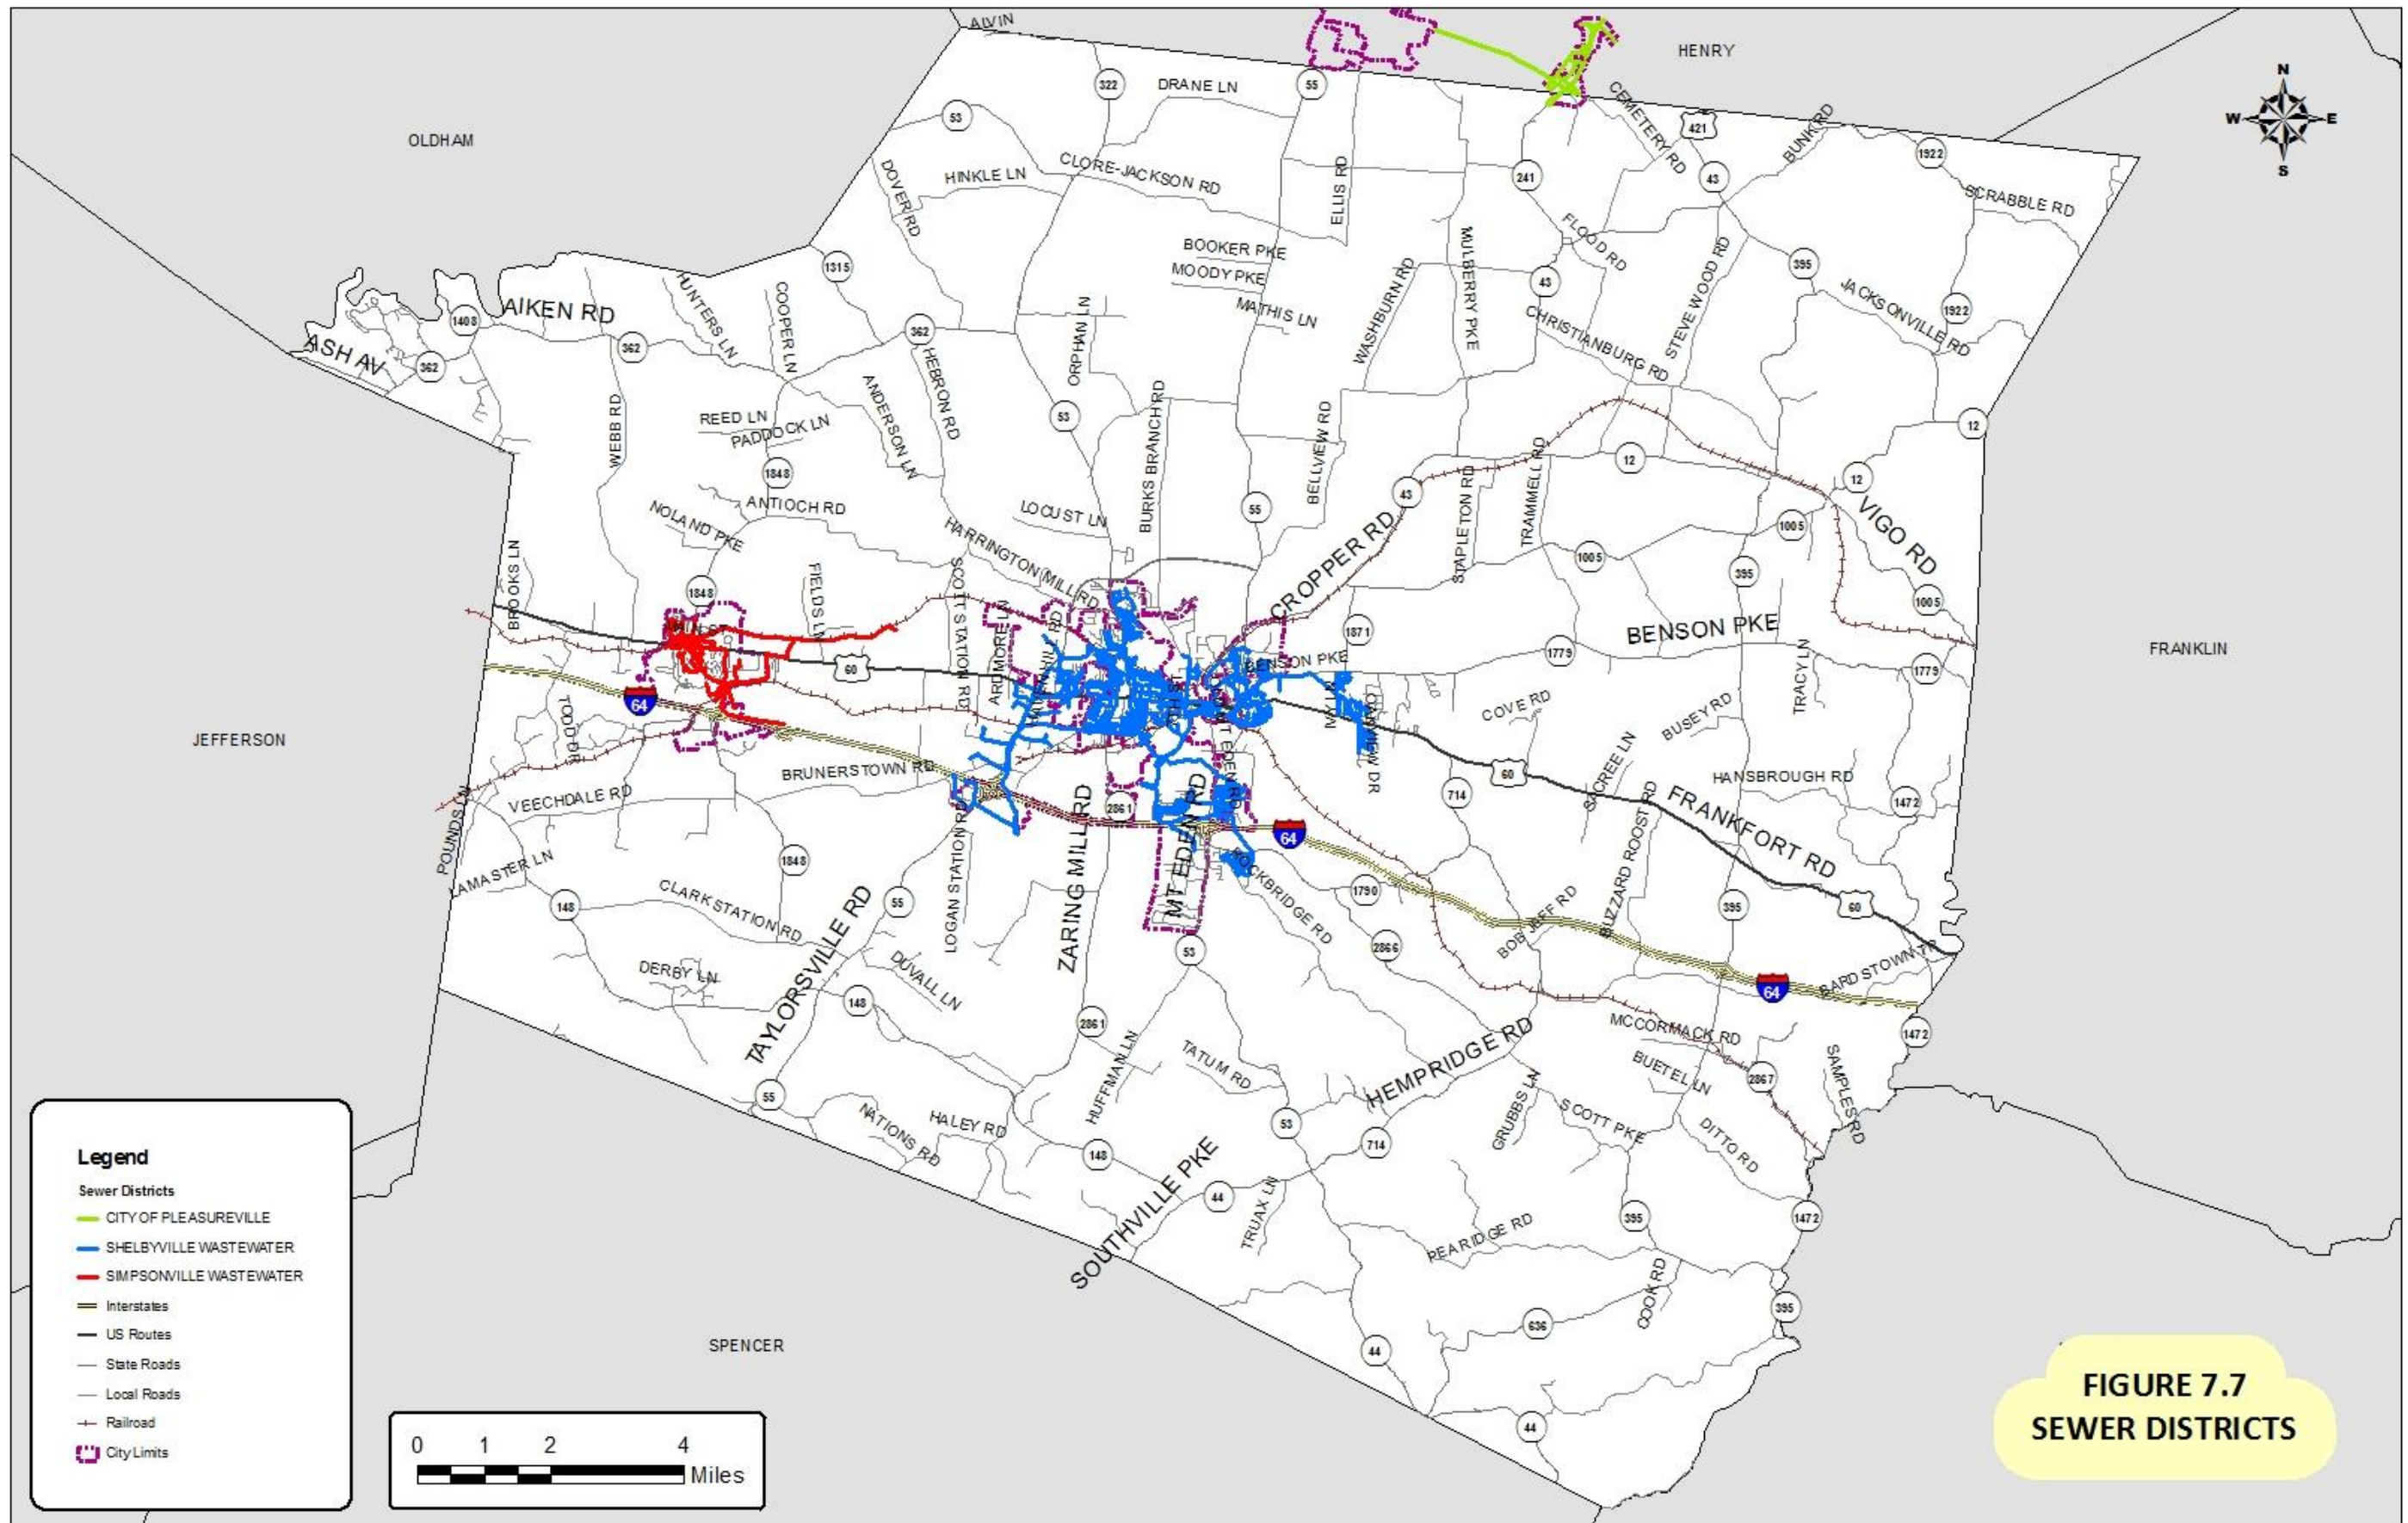 ALVIN
HENRY
OLDHAM
322
DRANE LN
55
53
CEMETERY RD
421
BUNK RD
1922
N
W
E
S
DOVER RD
HINKLE LN
CLORE-JACKSON RD
ELLIS RD
241
43
SCRABBLE RD
FLOOD RD
BOOKER PKE
MOODY PKE
MATHIS LN
MULBERRY PKE
WASHBURN RD
STEVE WOOD RD
1315
43
395
JACKSONVILLE RD
1922
1408
AIKEN RD
HUNTERS LN
COOPER LN
362
362
ASH AV
362
HEBRON RD
ORPHAN LN
CHRISTIANBURG RD
ANDERSON LN
WEBB RD
REED LN
PADDOCK LN
53
BURKS BRANCH RD
BELLVIEW RD
12
1848
ANTIOCH RD
NOLAND PKE
LOCUST LN
55
43
STAPLETON RD
TRAMMELL RD
12
12
VIGO RD
HARRINGTON MILL RD
CROPPER RD
1005
1005
BROOKS LN
1848
FIELDS LN
SCOTT STATION RD
ARDMORE LN
395
1005
1871
BENSON PKE
BENSON PKE
1779
1779
TRACY LN
FRANKLIN
60
64
TODD DR
7TH ST
MT EDEN RD
IVY LN
CLEARVIEW DR
COVE RD
BUSEY RD
JEFFERSON
BRUNERSTOWN RD
VEECHDALE RD
POUNDS LN
60
SACREE LN
HANSBROUGH RD
1472
714
FRANKFORT RD
2861
ZARING MILL RD
MT EDEN RD
64
LOGAN STATION RD
ROCKBRIDGE RD
BUZZARD ROOST RD
1848
LAMASTER LN
148
CLARK STATION RD
55
TAYLORSVILLE RD
1790
2866
BOB JEFF RD
395
60
53
DERBY LN
DUVALL LN
148
64
BARDSTOWN TR
2861
HUFFMAN LN
TATUM RD
HEMPRIDGE RD
MCCORMACK RD
1472
BUETEL LN
2867
SAMPLES RD
55
NATIONS RD
HALEY RD
53
GRUBBS LN
SCOTT PKE
DITTO RD
714
148
SOUTHVILLE PKE
44
TRUAX LN
PEA RIDGE RD
395
1472
COOK RD
395
636
44
44
SPENCER
Legend
Sewer Districts
CITY OF PLEASUREVILLE
SHELBYVILLE WASTEWATER
SIMPSONVILLE WASTEWATER
Interstates
US Routes
State Roads
Local Roads
Railroad
City Limits
0 1 2 4
Miles
FIGURE 7.7
SEWER DISTRICTS